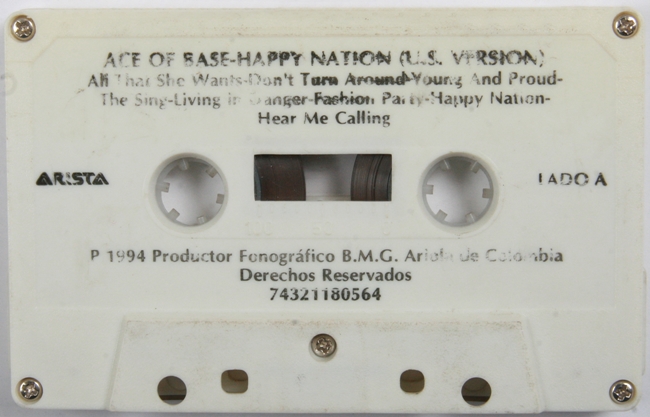 ACE OF BASE-HAPPY NATION (U.S. VERSION)
All That She Wants-Don't Turn Around-Young And Proud-
The Sing-Living in Danger-Fashion Party-Happy Nation-
Hear Me Calling
ARISTA
LADO A
P 1994 Productor Fonográfico B.M.G. Ariola de Colombia
Derechos Reservados
74321180564